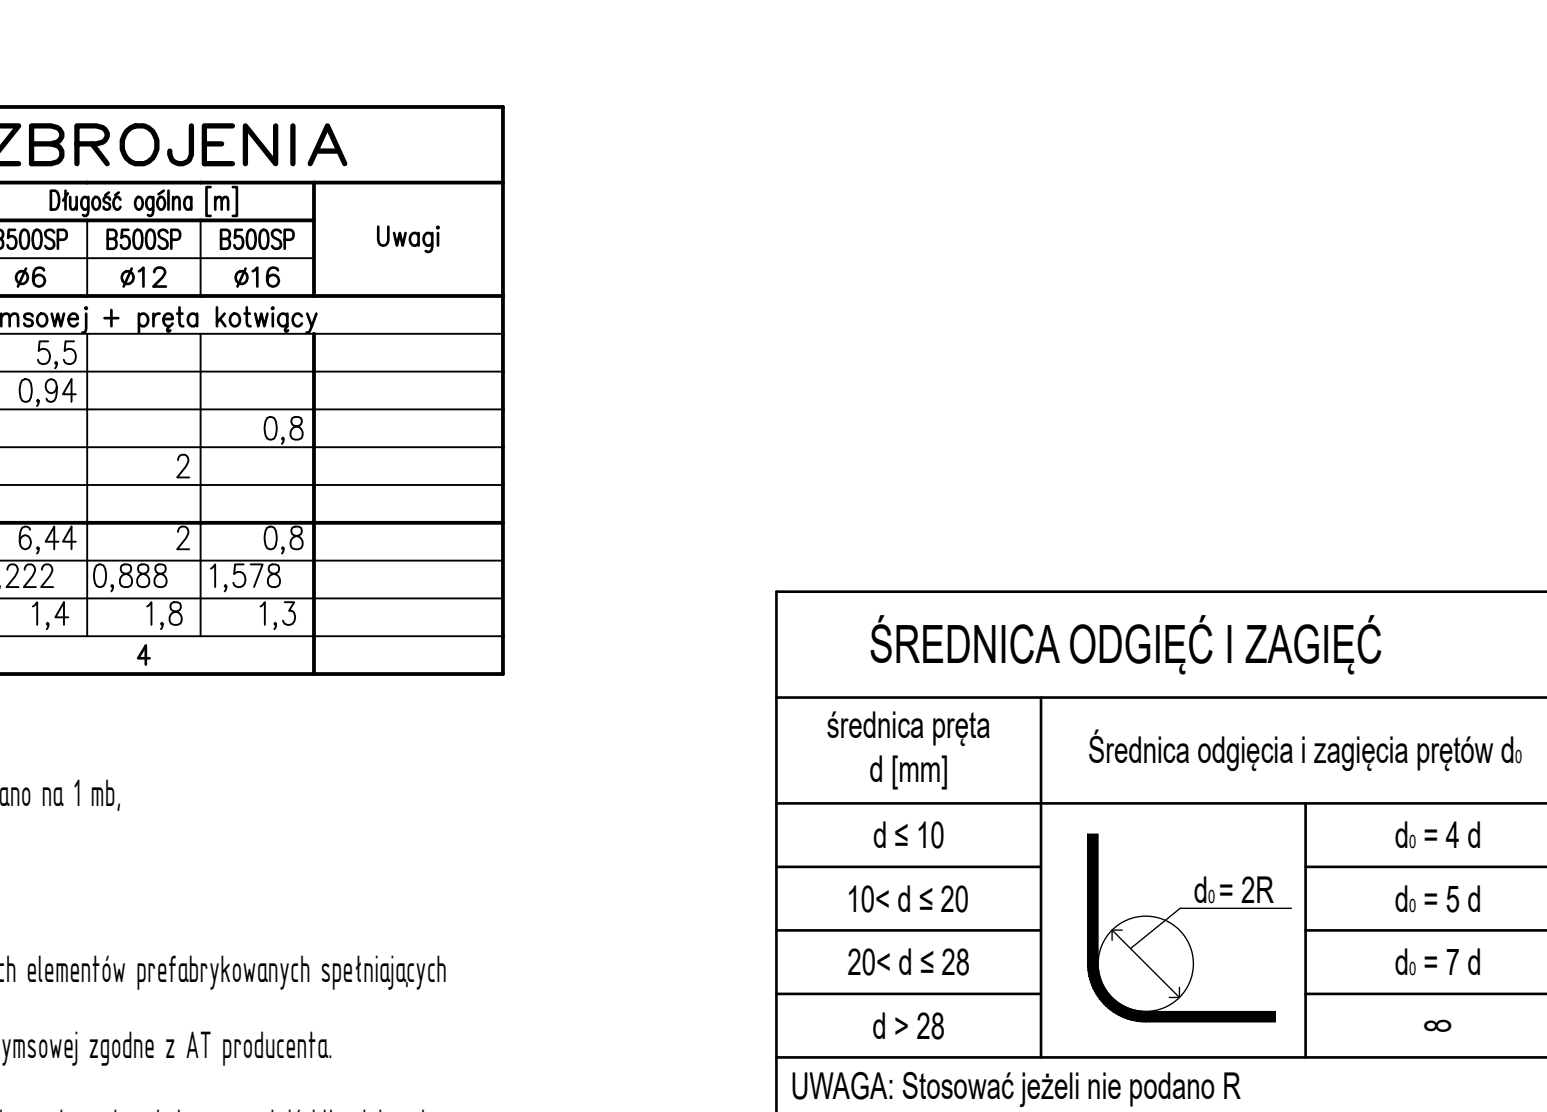 ZBROJENIA
Długość ogólna [m]
B500SP B500SP B500SP Uwagi
ø6 ø12 ø16
msowej + pręta kotwiący
5,5
0,94
0,8
2
6,44 2 0,8
,222 0,888 1,578
1,4 1,8 1,3
4
ano na 1 mb,
ch elementów prefabrykowanych spełniających
ymsowej zgodne z AT producenta.
ŚREDNICA ODGIĘĆ I ZAGIĘĆ
średnica pręta
d [mm]
Średnica odgięcia i zagięcia prętów d₀
d ≤ 10 d₀ = 4 d
d₀ = 2R
10< d ≤ 20 d₀ = 5 d
20< d ≤ 28 d₀ = 7 d
d > 28 ∞
UWAGA: Stosować jeżeli nie podano R